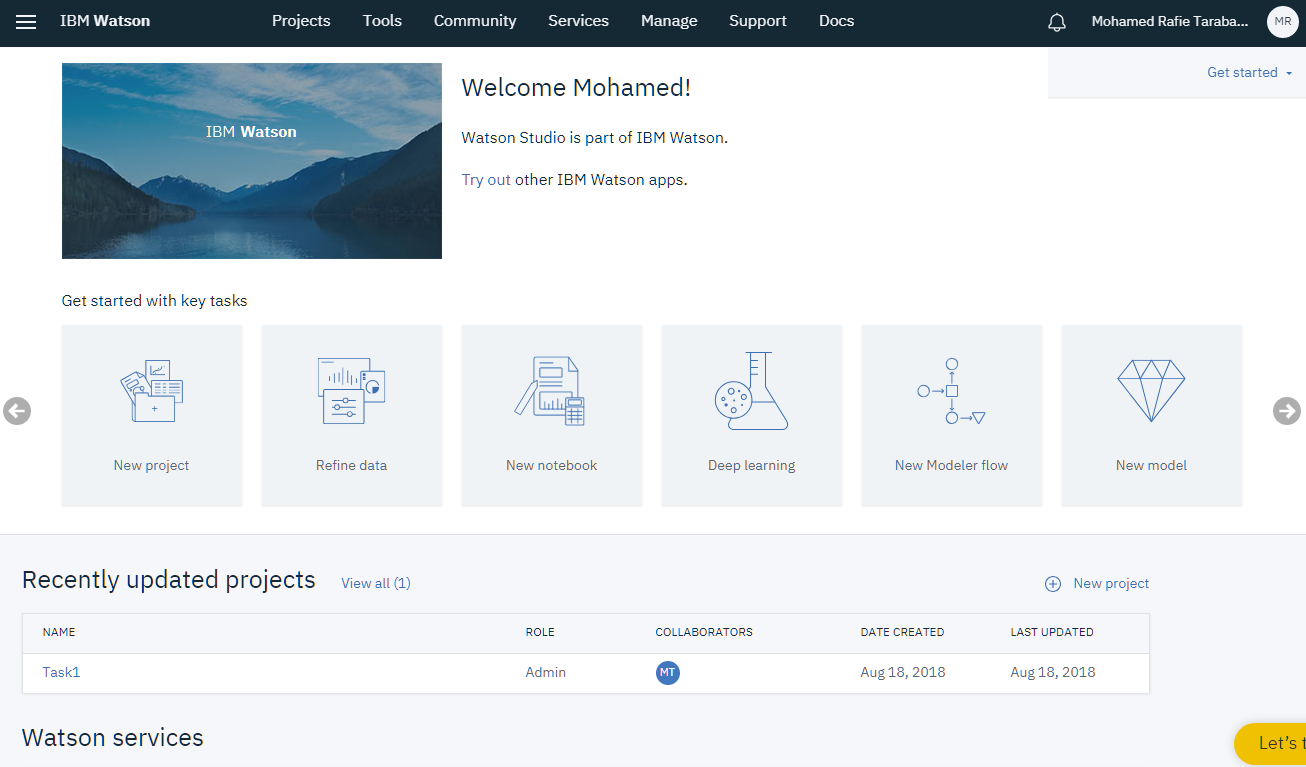 IBM Watson Projects Tools Community Services Manage Support Docs Mohamed Rafie Taraba... MR
Get started
IBM Watson
Welcome Mohamed!
Watson Studio is part of IBM Watson.
Try out other IBM Watson apps.
Get started with key tasks
New project Refine data New notebook Deep learning New Modeler flow New model
Recently updated projects View all (1) New project
NAME ROLE COLLABORATORS DATE CREATED LAST UPDATED
Task1 Admin MT Aug 18, 2018 Aug 18, 2018
Watson services
Let's t